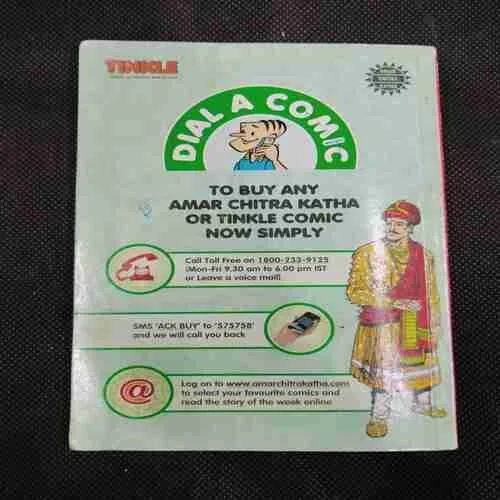 TINKLE
AMAR
CHITRA
KATHA
DIAL A COMIC
TO BUY ANY
AMAR CHITRA KATHA
OR TINKLE COMIC
NOW SIMPLY
Call Toll Free on 1800-233-9125
(Mon-Fri 9.30 am to 6.00 pm IST
or Leave a voice mail)
SMS 'ACK BUY' to '575758'
and we will call you back
@
Log on to www.amarchitrakatha.com
to select your favourite comics and
read the story of the week online